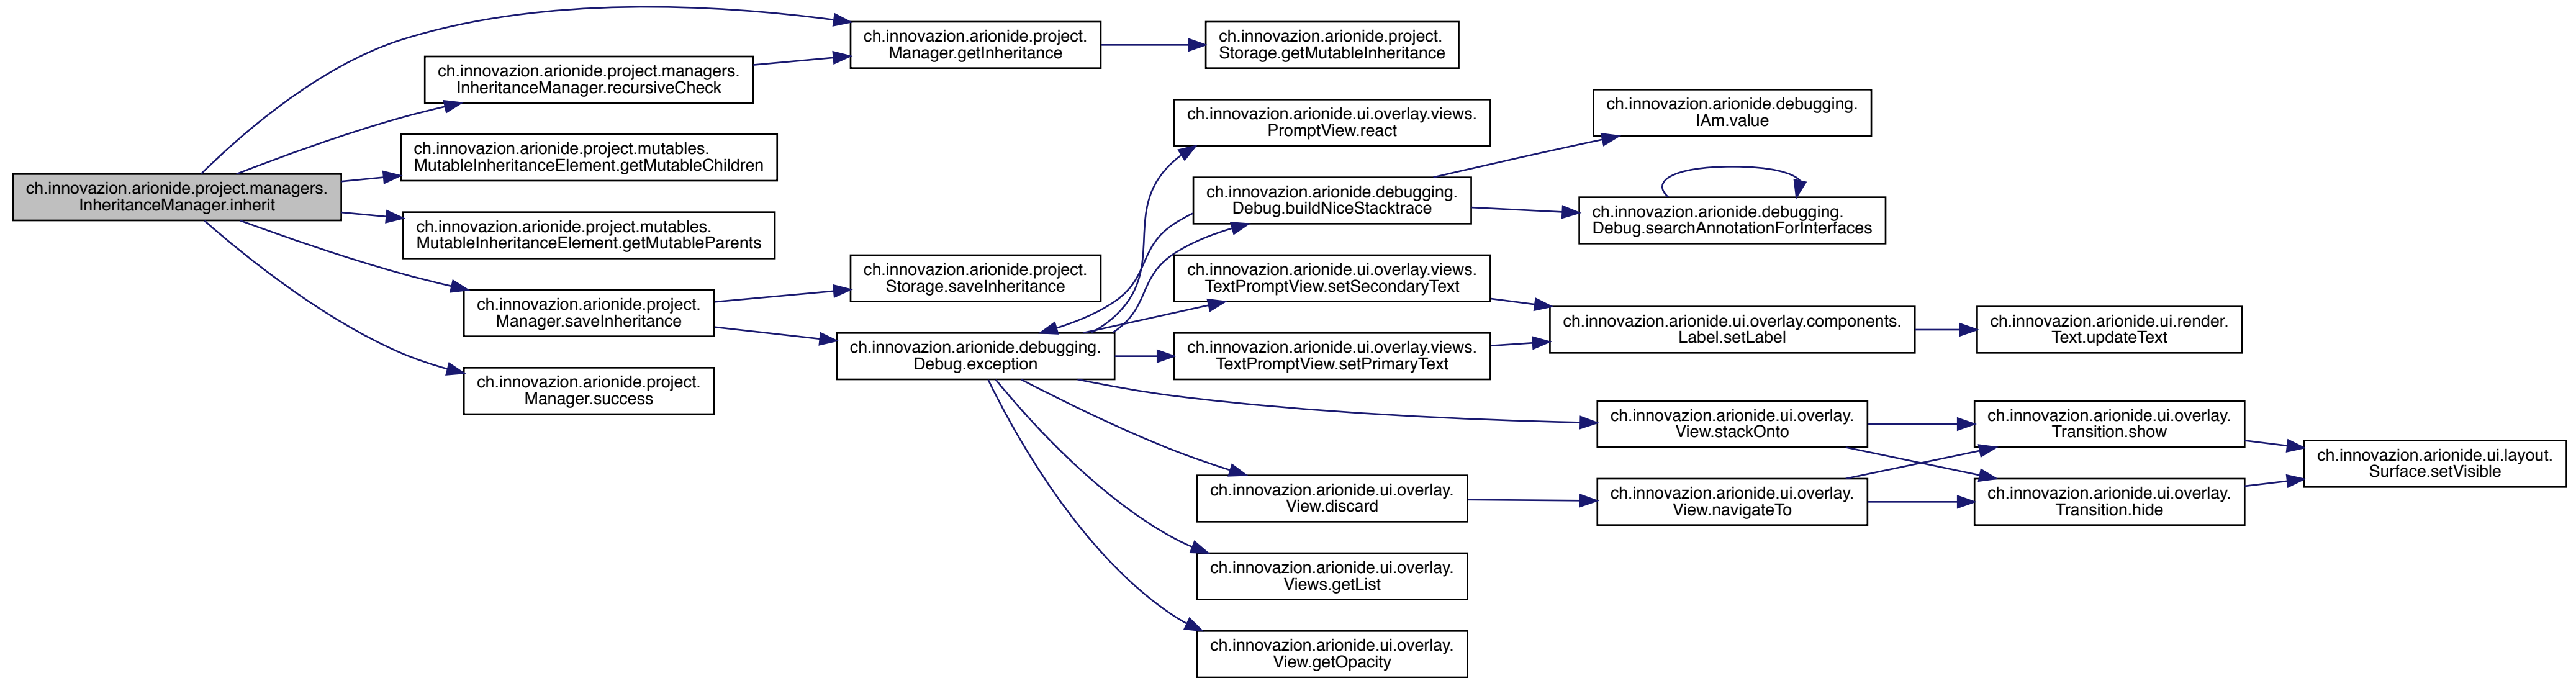 ch.innovazion.arionide.project.managers.
InheritanceManager.inherit
ch.innovazion.arionide.project.
Manager.getInheritance
ch.innovazion.arionide.project.
Storage.getMutableInheritance
ch.innovazion.arionide.project.managers.
InheritanceManager.recursiveCheck
ch.innovazion.arionide.project.mutables.
MutableInheritanceElement.getMutableChildren
ch.innovazion.arionide.project.mutables.
MutableInheritanceElement.getMutableParents
ch.innovazion.arionide.project.
Manager.saveInheritance
ch.innovazion.arionide.project.
Manager.success
ch.innovazion.arionide.project.
Storage.saveInheritance
ch.innovazion.arionide.debugging.
Debug.exception
ch.innovazion.arionide.ui.overlay.views.
PromptView.react
ch.innovazion.arionide.debugging.
Debug.buildNiceStacktrace
ch.innovazion.arionide.ui.overlay.views.
TextPromptView.setSecondaryText
ch.innovazion.arionide.ui.overlay.views.
TextPromptView.setPrimaryText
ch.innovazion.arionide.ui.overlay.
View.discard
ch.innovazion.arionide.ui.overlay.
Views.getList
ch.innovazion.arionide.ui.overlay.
View.getOpacity
ch.innovazion.arionide.debugging.
IAm.value
ch.innovazion.arionide.debugging.
Debug.searchAnnotationForInterfaces
ch.innovazion.arionide.ui.overlay.components.
Label.setLabel
ch.innovazion.arionide.ui.render.
Text.updateText
ch.innovazion.arionide.ui.overlay.
View.stackOnto
ch.innovazion.arionide.ui.overlay.
View.navigateTo
ch.innovazion.arionide.ui.overlay.
Transition.show
ch.innovazion.arionide.ui.overlay.
Transition.hide
ch.innovazion.arionide.ui.layout.
Surface.setVisible